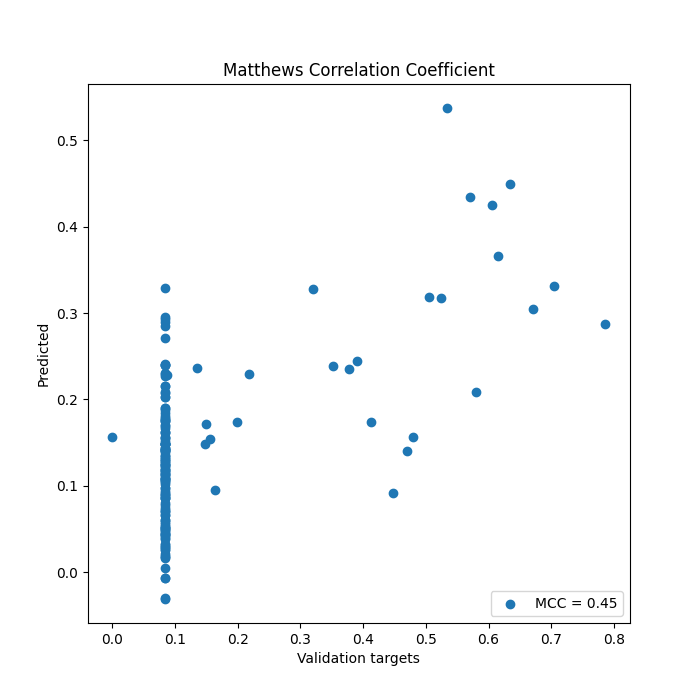 Matthews Correlation Coefficient
0.5
0.4
0.3
0.2
0.1
0.0
Predicted
MCC = 0.45
0.0 0.1 0.2 0.3 0.4 0.5 0.6 0.7 0.8
Validation targets